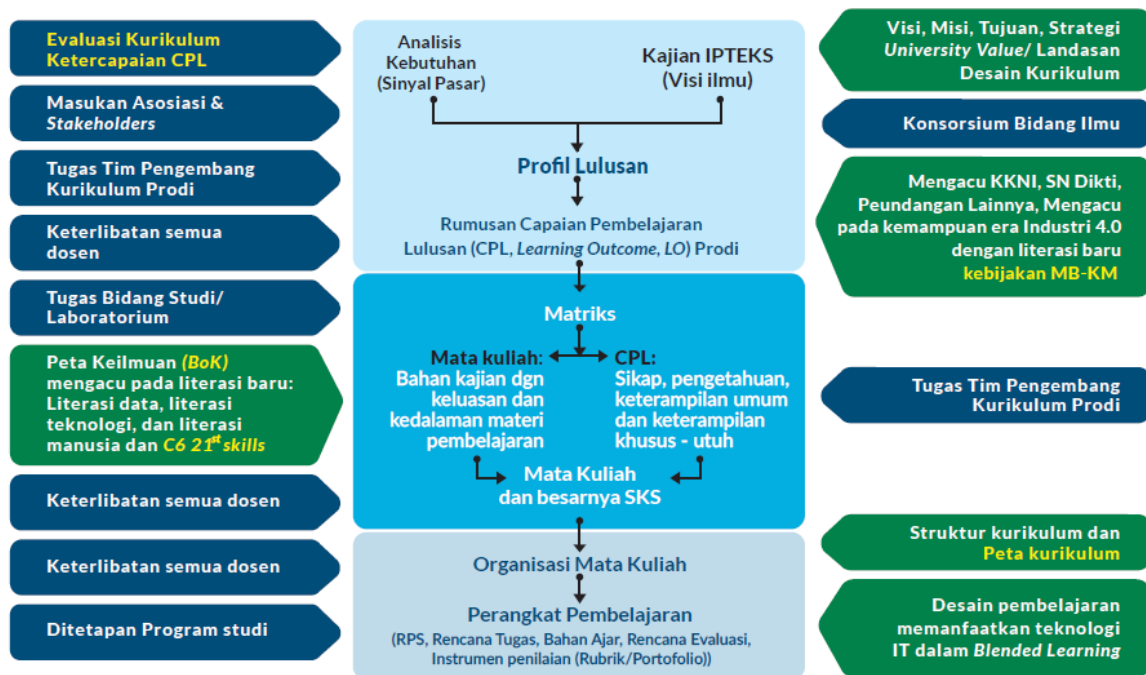 Evaluasi Kurikulum
Ketercapaian CPL
Masukan Asosiasi &
Stakeholders
Tugas Tim Pengembang
Kurikulum Prodi
Keterlibatan semua
dosen
Tugas Bidang Studi/
Laboratorium
Peta Keilmuan (BoK)
mengacu pada literasi baru:
Literasi data, literasi
teknologi, dan literasi
manusia dan C6 21st skills
Keterlibatan semua dosen
Keterlibatan semua dosen
Ditetapan Program studi
Analisis
Kebutuhan
(Sinyal Pasar)
Kajian IPTEKS
(Visi ilmu)
Profil Lulusan
Rumusan Capaian Pembelajaran
Lulusan (CPL, Learning Outcome, LO) Prodi
Matriks
Mata kuliah:
Bahan kajian dgn
keluasan dan
kedalaman materi
pembelajaran
CPL:
Sikap, pengetahuan,
keterampilan umum
dan keterampilan
khusus - utuh
Mata Kuliah
dan besarnya SKS
Organisasi Mata Kuliah
Perangkat Pembelajaran
(RPS, Rencana Tugas, Bahan Ajar, Rencana Evaluasi,
Instrumen penilaian (Rubrik/Portofolio))
Visi, Misi, Tujuan, Strategi
University Value/ Landasan
Desain Kurikulum
Konsorsium Bidang Ilmu
Mengacu KKNI, SN Dikti,
Peundangan Lainnya, Mengacu
pada kemampuan era Industri 4.0
dengan literasi baru
kebijakan MB-KM
Tugas Tim Pengembang
Kurikulum Prodi
Struktur kurikulum dan
Peta kurikulum
Desain pembelajaran
memanfaatkan teknologi
IT dalam Blended Learning